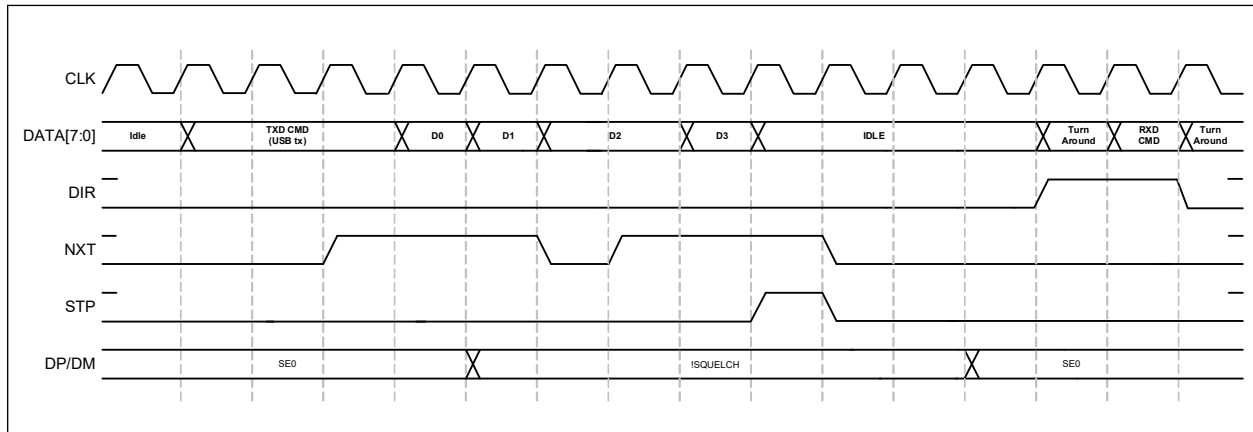 CLK
DATA[7:0]
Idle
TXD CMD
(USB tx)
D0
D1
D2
D3
IDLE
Turn
Around
RXD
CMD
Turn
Around
DIR
NXT
STP
DP/DM
SE0
!SQUELCH
SE0